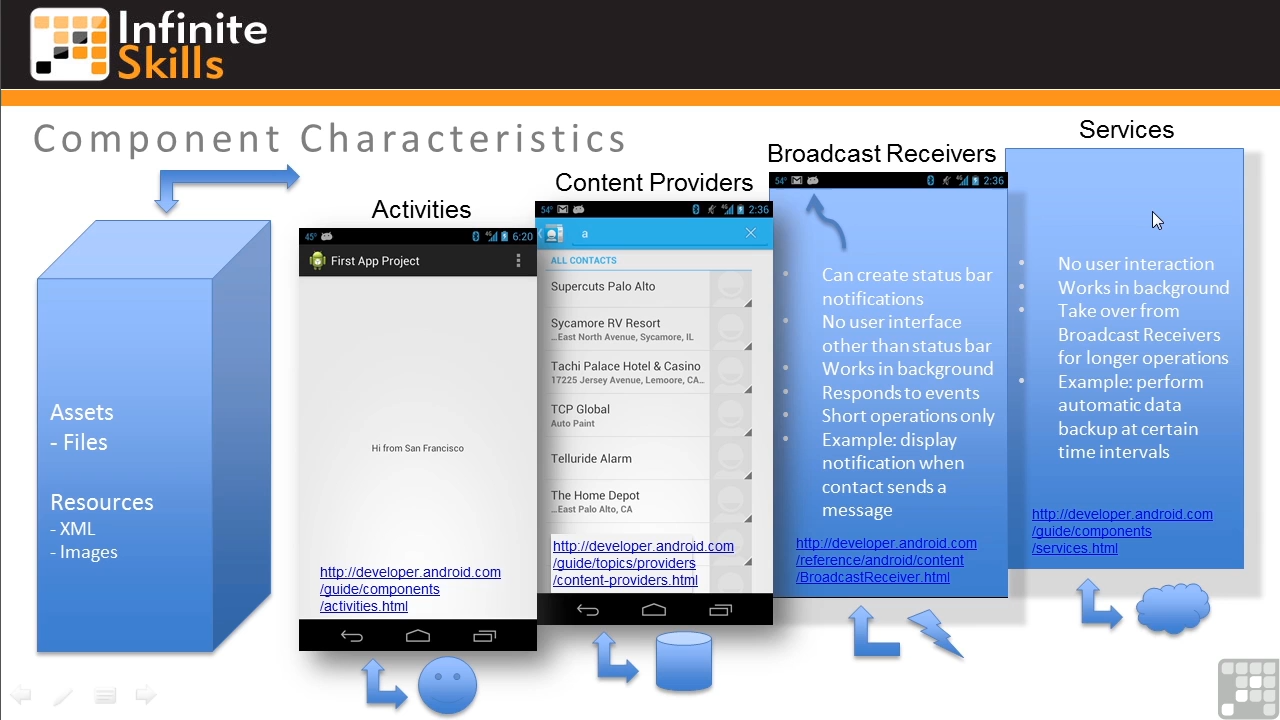 Infinite
Skills
Component Characteristics
Assets
- Files
Resources
- XML
- Images
Activities
45° 4G 6:20
First App Project
Hi from San Francisco
http://developer.android.com
/guide/components
/activities.html
Content Providers
54° 4G 2:36
a
ALL CONTACTS
Supercuts Palo Alto
Sycamore RV Resort
...East North Avenue, Sycamore, IL
Tachi Palace Hotel & Casino
17225 Jersey Avenue, Lemoore, CA...
TCP Global
Auto Paint
Telluride Alarm
The Home Depot
...East Palo Alto, CA
http://developer.android.com
/guide/topics/providers
/content-providers.html
Broadcast Receivers
54° 4G 2:36
• Can create status bar
notifications
• No user interface
other than status bar
• Works in background
• Responds to events
• Short operations only
• Example: display
notification when
contact sends a
message
http://developer.android.com
/reference/android/content
/BroadcastReceiver.html
Services
• No user interaction
• Works in background
• Take over from
Broadcast Receivers
for longer operations
• Example: perform
automatic data
backup at certain
time intervals
http://developer.android.com
/guide/components
/services.html